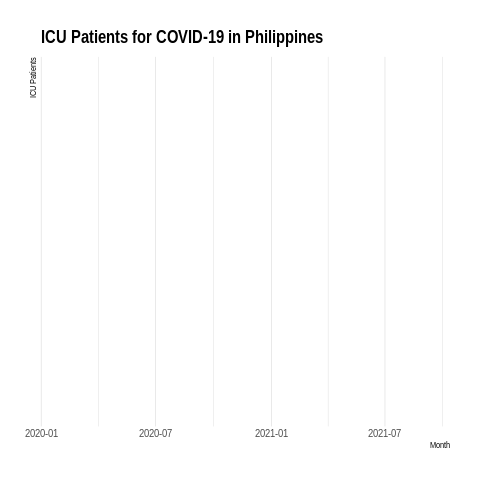 ICU Patients for COVID-19 in Philippines
ICU Patients
2020-01
2020-07
2021-01
2021-07
Month